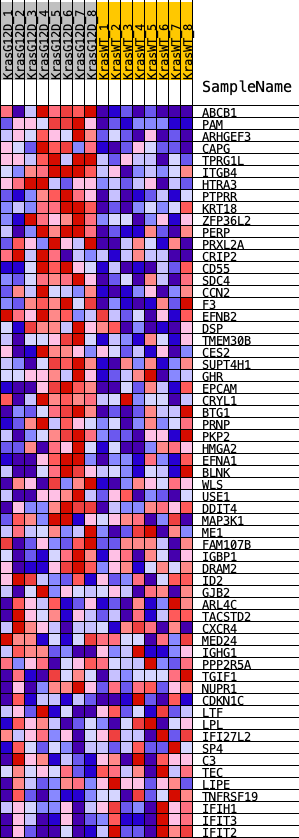 KrasG12D_1
KrasG12D_2
KrasG12D_3
KrasG12D_4
KrasG12D_5
KrasG12D_6
KrasG12D_7
KrasG12D_8
KrasWT_1
KrasWT_2
KrasWT_3
KrasWT_4
KrasWT_5
KrasWT_6
KrasWT_7
KrasWT_8
SampleName
ABCB1
PAM
ARHGEF3
CAPG
TPRG1L
ITGB4
HTRA3
PTPRR
KRT18
ZFP36L2
PERP
PRXL2A
CRIP2
CD55
SDC4
CCN2
F3
EFNB2
DSP
TMEM30B
CES2
SUPT4H1
GHR
EPCAM
CRYL1
BTG1
PRNP
PKP2
HMGA2
EFNA1
BLNK
WLS
USE1
DDIT4
MAP3K1
ME1
FAM107B
IGBP1
DRAM2
ID2
GJB2
ARL4C
TACSTD2
CXCR4
MED24
IGHG1
PPP2R5A
TGIF1
NUPR1
CDKN1C
LTF
LPL
IFI27L2
SP4
C3
TEC
LIPE
TNFRSF19
IFIH1
IFIT3
IFIT2